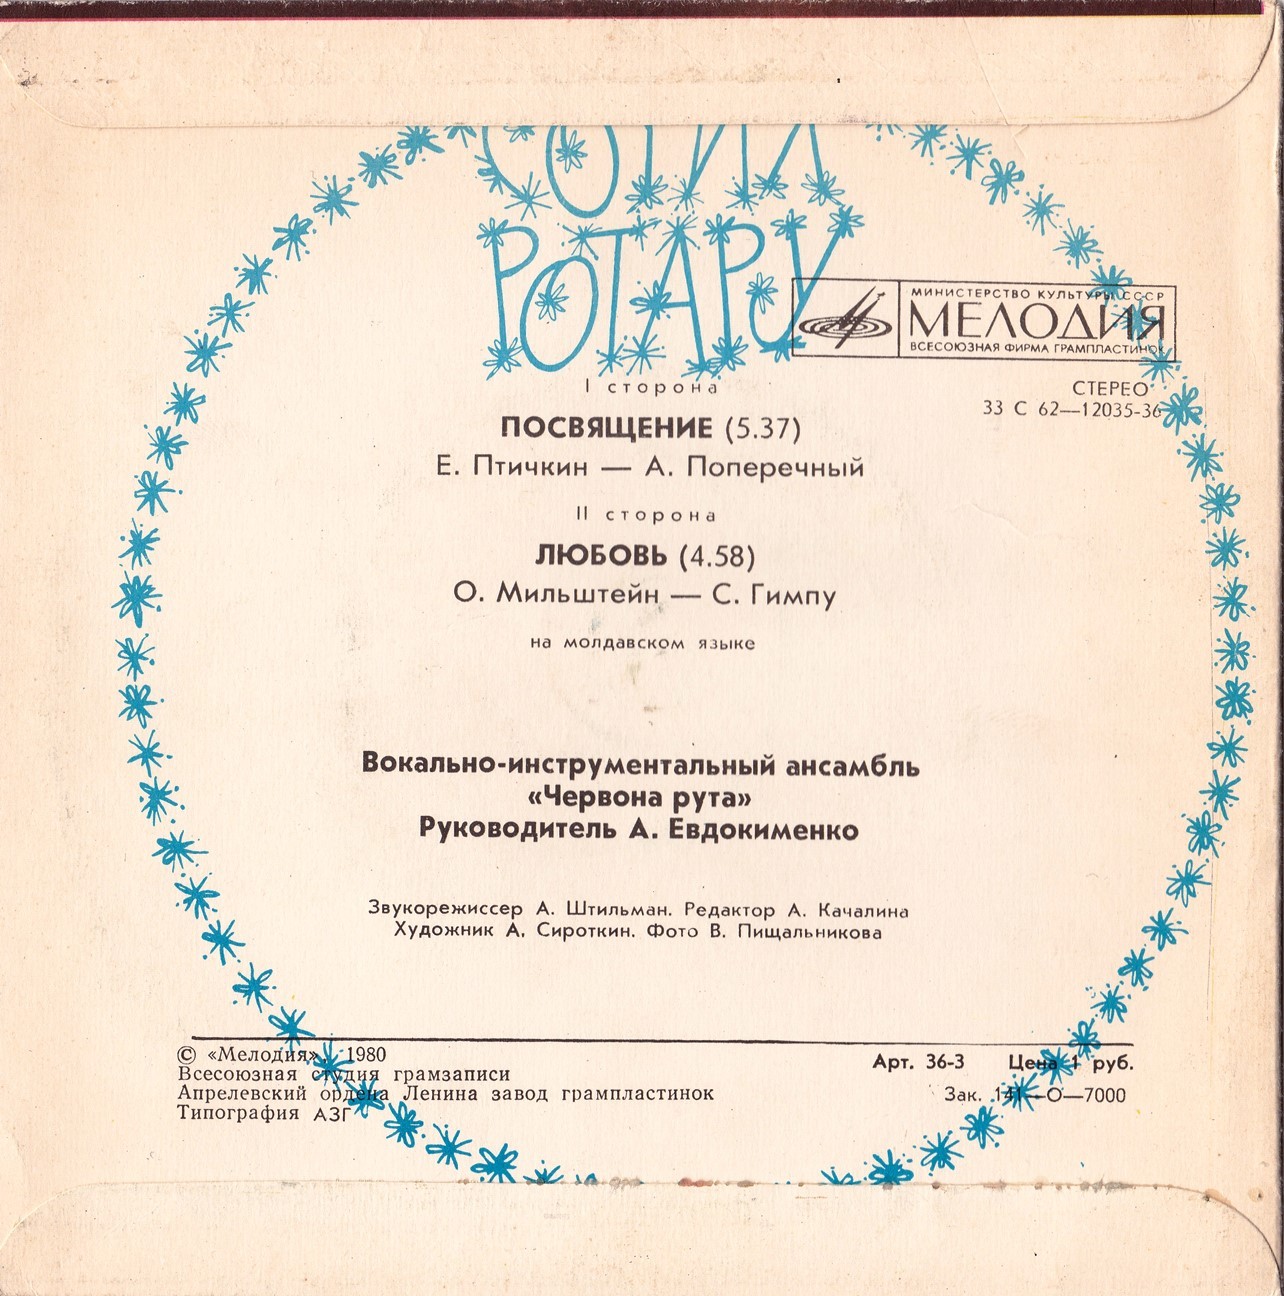 СОФИЯ
РОТАРУ
МИНИСТЕРСТВО КУЛЬТУРЫ СССР
МЕЛОДИЯ
ВСЕСОЮЗНАЯ ФИРМА ГРАМПЛАСТИНОК
СТЕРЕО
33 С 62—12035-36
I сторона
ПОСВЯЩЕНИЕ (5.37)
Е. Птичкин — А. Поперечный
II сторона
ЛЮБОВЬ (4.58)
О. Мильштейн — С. Гимпу
на молдавском языке
Вокально-инструментальный ансамбль
«Червона рута»
Руководитель А. Евдокименко
Звукорежиссер А. Штильман. Редактор А. Качалина
Художник А. Сироткин. Фото В. Пищальникова
© «Мелодия», 1980
Всесоюзная студия грамзаписи
Апрелевский ордена Ленина завод грампластинок
Типография АЗГ
Арт. 36-3 Цена 1 руб.
Зак. 141—О—7000